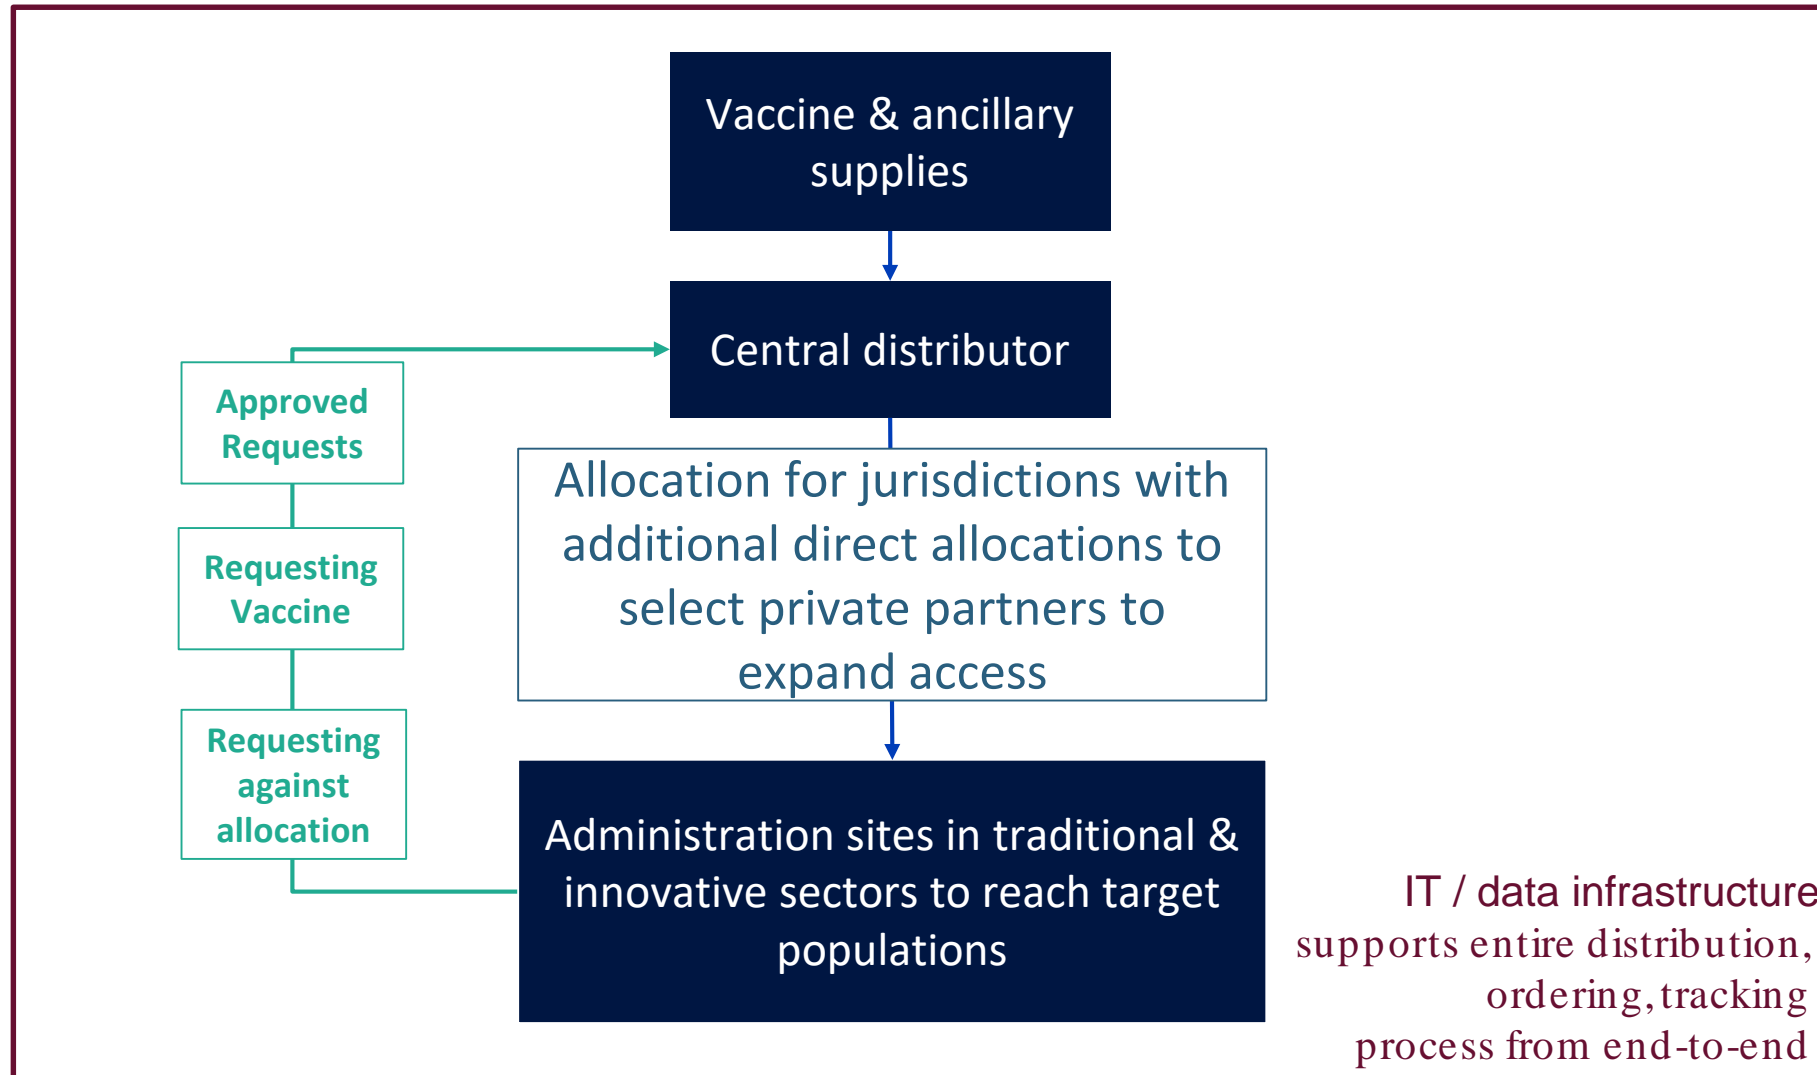 Vaccine & ancillary
supplies
Central distributor
Approved
Requests
Allocation for jurisdictions with
additional direct allocations to
select private partners to
expand access
Requesting
Vaccine
Requesting
against
allocation
Administration sites in traditional &
innovative sectors to reach target
populations
IT / data infrastructure
supports entire distribution,
ordering, tracking
process from end-to-end